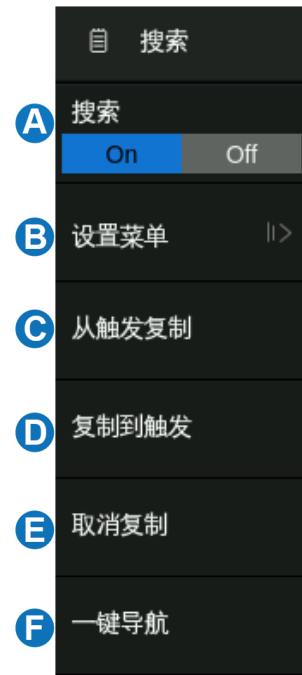 搜索
A 搜索
On Off
B 设置菜单
C 从触发复制
D 复制到触发
E 取消复制
F 一键导航